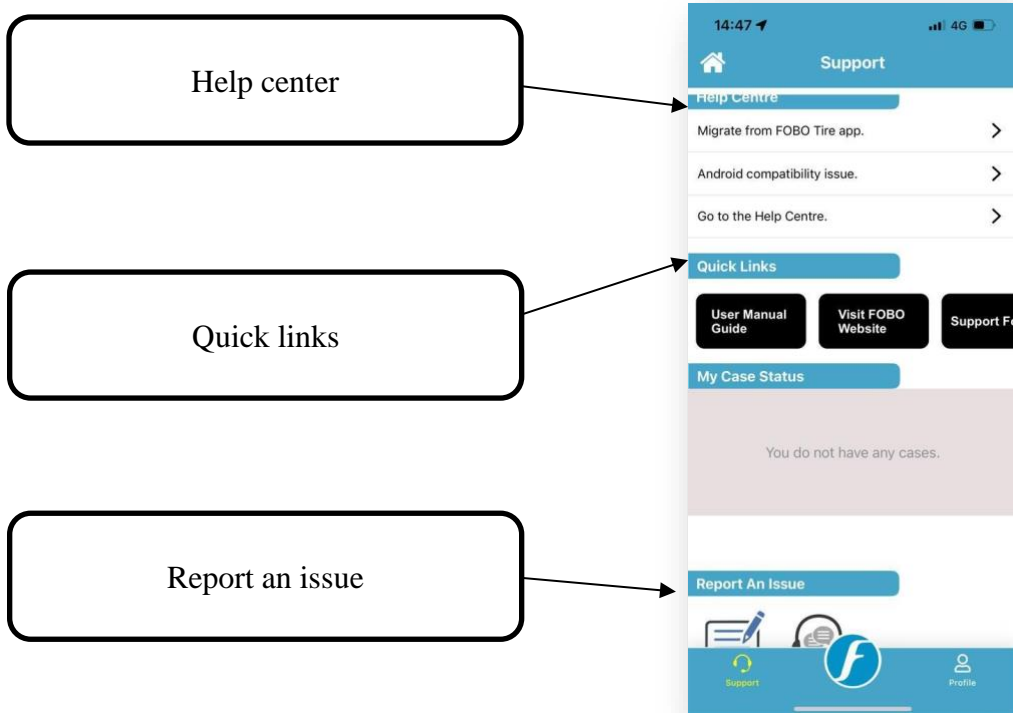 Help center
Quick links
Report an issue
14:47
4G
Support
Help Centre
Migrate from FOBO Tire app.
Android compatibility issue.
Go to the Help Centre.
Quick Links
User Manual
Guide
Visit FOBO
Website
Support Fo
My Case Status
You do not have any cases.
Report An Issue
f
Support
Profile